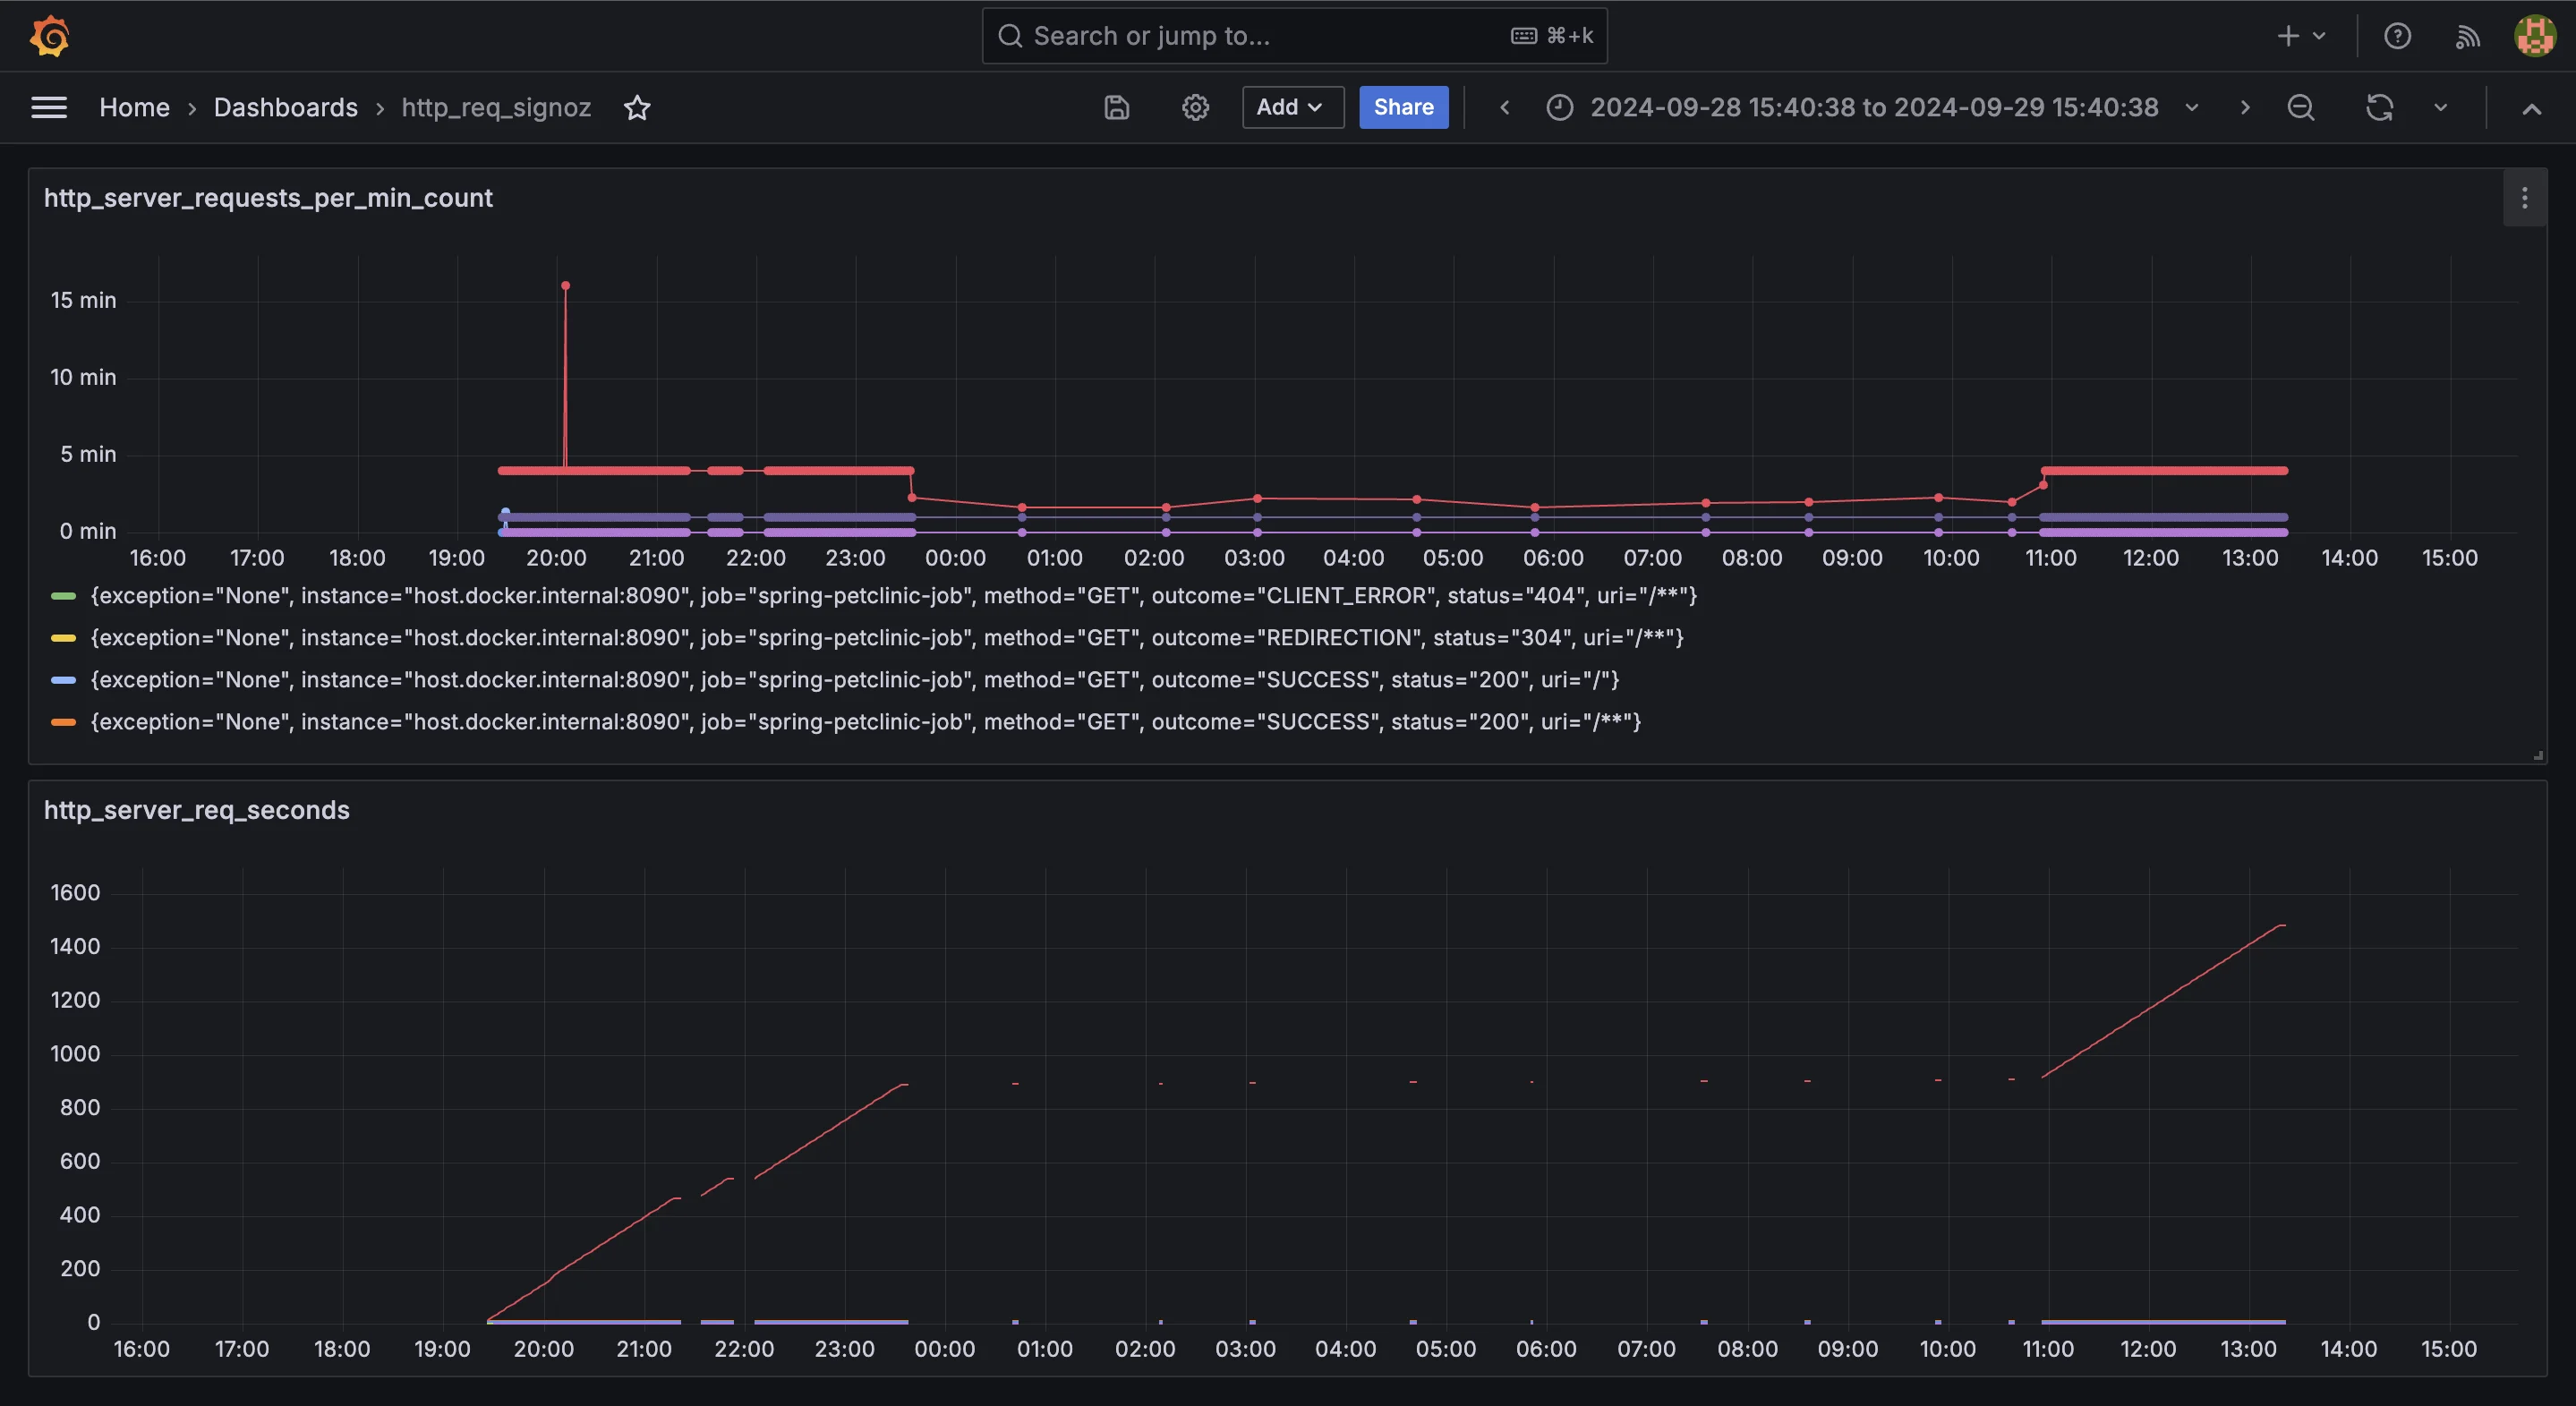 Search or jump to... ⌘+k
Home › Dashboards › http_req_signoz Add Share 2024-09-28 15:40:38 to 2024-09-29 15:40:38
http_server_requests_per_min_count
15 min
10 min
5 min
0 min
16:00 17:00 18:00 19:00 20:00 21:00 22:00 23:00 00:00 01:00 02:00 03:00 04:00 05:00 06:00 07:00 08:00 09:00 10:00 11:00 12:00 13:00 14:00 15:00
{exception="None", instance="host.docker.internal:8090", job="spring-petclinic-job", method="GET", outcome="CLIENT_ERROR", status="404", uri="/**"}
{exception="None", instance="host.docker.internal:8090", job="spring-petclinic-job", method="GET", outcome="REDIRECTION", status="304", uri="/**"}
{exception="None", instance="host.docker.internal:8090", job="spring-petclinic-job", method="GET", outcome="SUCCESS", status="200", uri="/"}
{exception="None", instance="host.docker.internal:8090", job="spring-petclinic-job", method="GET", outcome="SUCCESS", status="200", uri="/**"}
http_server_req_seconds
1600
1400
1200
1000
800
600
400
200
0
16:00 17:00 18:00 19:00 20:00 21:00 22:00 23:00 00:00 01:00 02:00 03:00 04:00 05:00 06:00 07:00 08:00 09:00 10:00 11:00 12:00 13:00 14:00 15:00